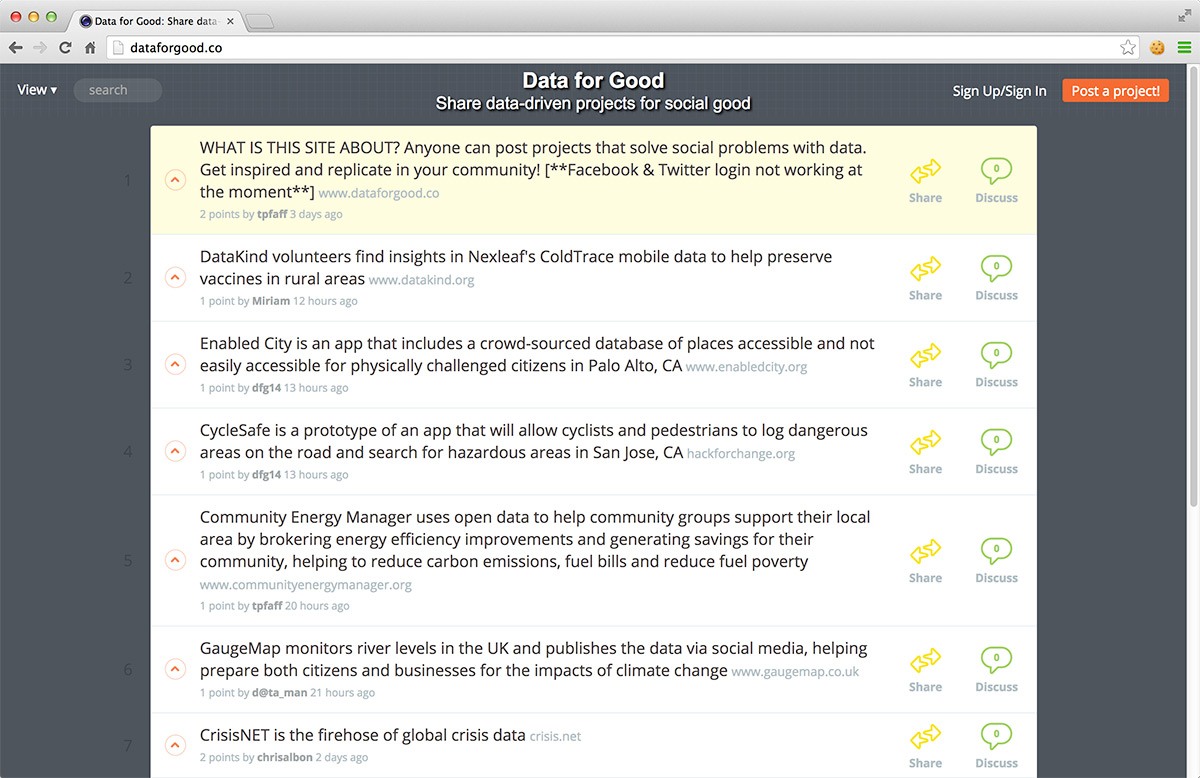 Data for Good: Share data
dataforgood.co
View ▾
search
Data for Good
Share data-driven projects for social good
Sign Up/Sign In
Post a project!
1
WHAT IS THIS SITE ABOUT? Anyone can post projects that solve social problems with data.
Get inspired and replicate in your community! [**Facebook & Twitter login not working at
the moment**] www.dataforgood.co
2 points by tpfaff 3 days ago
Share
0
Discuss
2
DataKind volunteers find insights in Nexleaf's ColdTrace mobile data to help preserve
vaccines in rural areas www.datakind.org
1 point by Miriam 12 hours ago
Share
0
Discuss
3
Enabled City is an app that includes a crowd-sourced database of places accessible and not
easily accessible for physically challenged citizens in Palo Alto, CA www.enabledcity.org
1 point by dfg14 13 hours ago
Share
0
Discuss
4
CycleSafe is a prototype of an app that will allow cyclists and pedestrians to log dangerous
areas on the road and search for hazardous areas in San Jose, CA hackforchange.org
1 point by dfg14 13 hours ago
Share
0
Discuss
5
Community Energy Manager uses open data to help community groups support their local
area by brokering energy efficiency improvements and generating savings for their
community, helping to reduce carbon emissions, fuel bills and reduce fuel poverty
www.communityenergymanager.org
1 point by tpfaff 20 hours ago
Share
0
Discuss
6
GaugeMap monitors river levels in the UK and publishes the data via social media, helping
prepare both citizens and businesses for the impacts of climate change www.gaugemap.co.uk
1 point by d@ta_man 21 hours ago
Share
0
Discuss
7
CrisisNET is the firehose of global crisis data crisis.net
2 points by chrisalbon 2 days ago
Share
0
Discuss